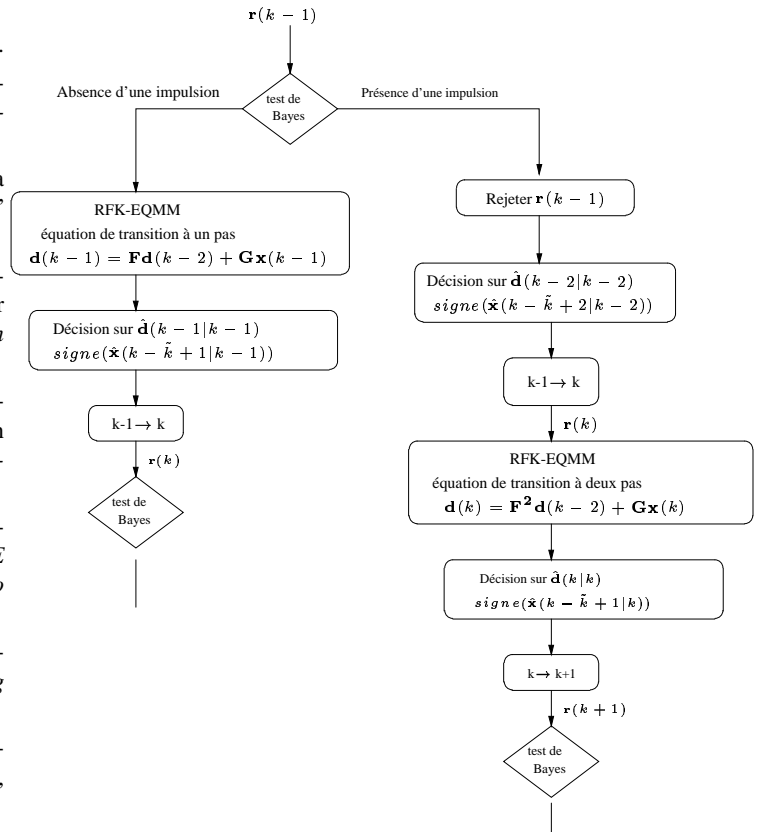 r(k − 1)
test de
Bayes
Absence d’une impulsion
Présence d’une impulsion
RFK-EQMM
équation de transition à un pas
d(k − 1) = Fd(k − 2) + Gx(k − 1)
Décision sur d̂(k − 1|k − 1)
signe(x̂(k − k̃ + 1|k − 1))
k-1→ k
r(k)
test de
Bayes
Rejeter r(k − 1)
Décision sur d̂(k − 2|k − 2)
signe(x̂(k − k̃ + 2|k − 2))
k-1→ k
r(k)
RFK-EQMM
équation de transition à deux pas
d(k) = F²d(k − 2) + Gx(k)
Décision sur d̂(k|k)
signe(x̂(k − k̃ + 1|k))
k→ k+1
r(k + 1)
test de
Bayes